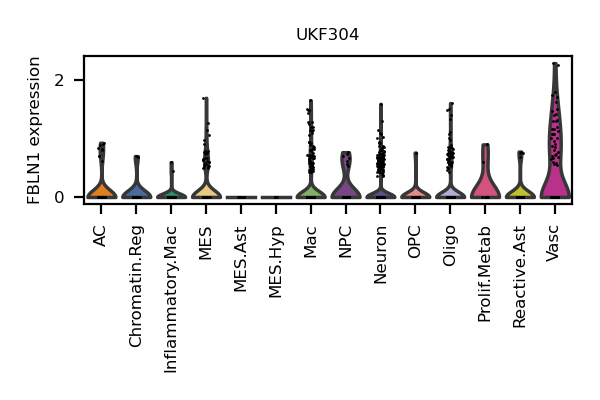 UKF304
FBLN1 expression
2
0
AC
Chromatin.Reg
Inflammatory.Mac
MES
MES.Ast
MES.Hyp
Mac
NPC
Neuron
OPC
Oligo
Prolif.Metab
Reactive.Ast
Vasc